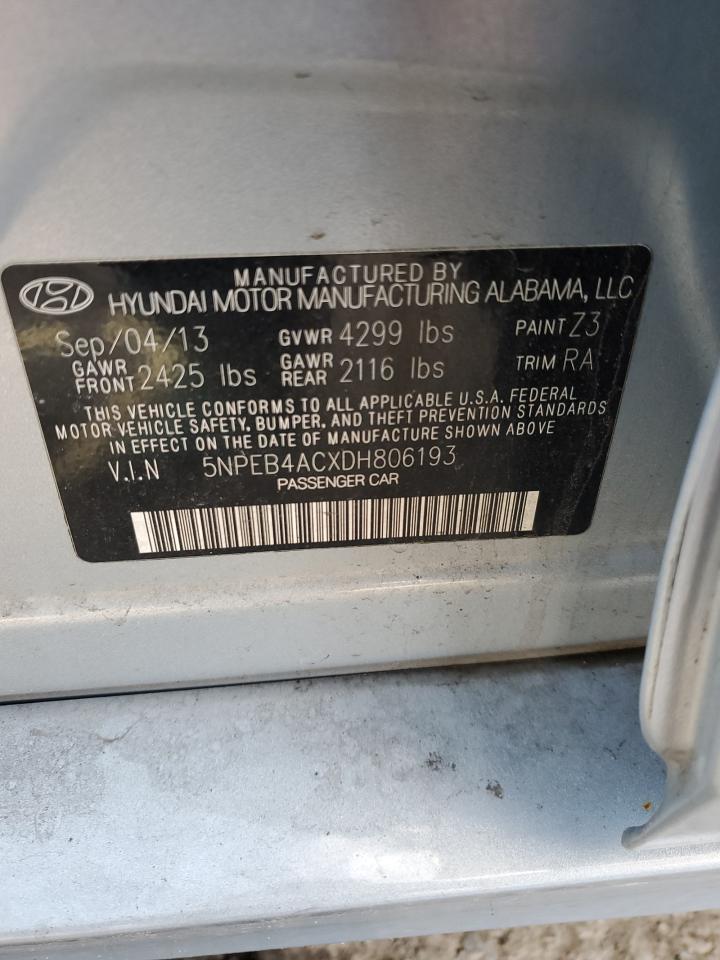 MANUFACTURED BY
HYUNDAI MOTOR MANUFACTURING ALABAMA, LLC
Sep/04/13 GVWR 4299 lbs PAINT Z3
GAWR FRONT 2425 lbs GAWR REAR 2116 lbs TRIM RA
THIS VEHICLE CONFORMS TO ALL APPLICABLE U.S.A. FEDERAL
MOTOR VEHICLE SAFETY, BUMPER, AND THEFT PREVENTION STANDARDS
IN EFFECT ON THE DATE OF MANUFACTURE SHOWN ABOVE
V.I.N 5NPEB4ACXDH806193
PASSENGER CAR